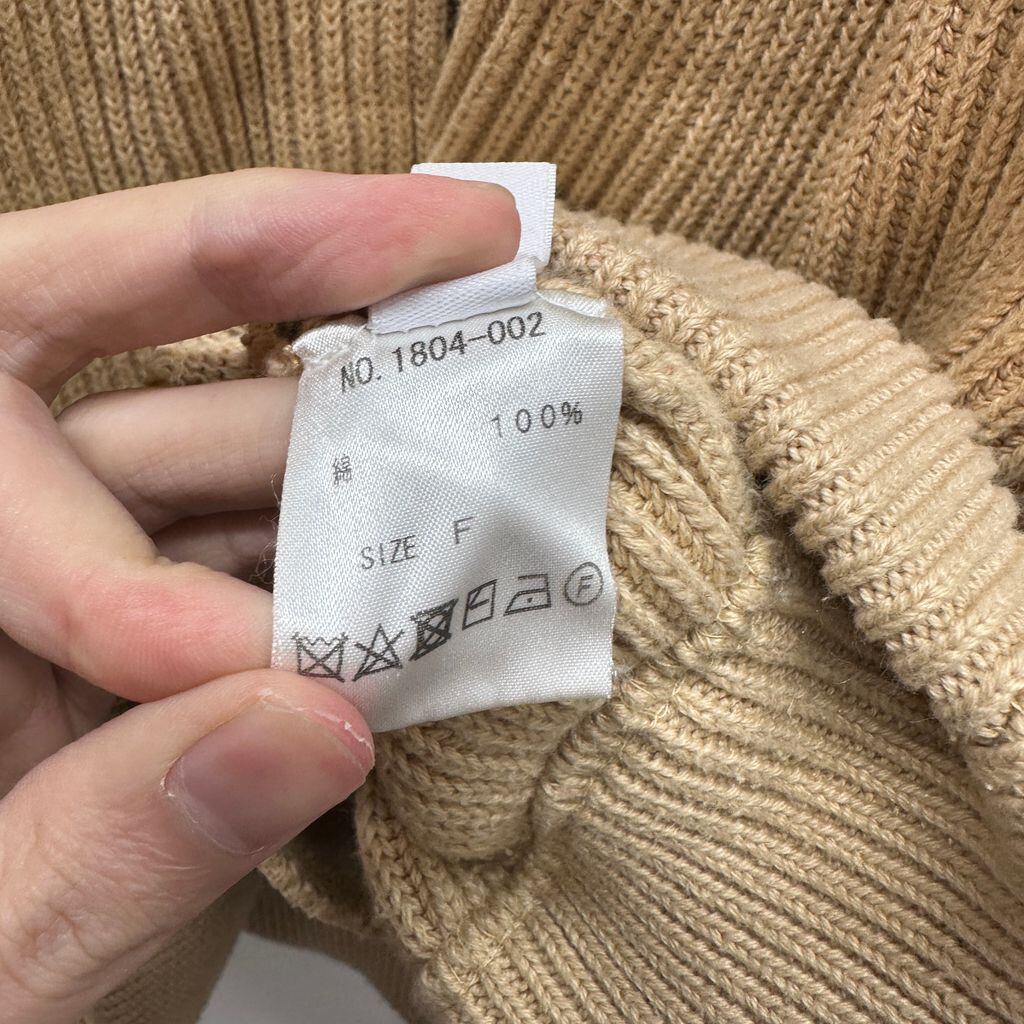 NO. 1804-002
100%
綿
SIZE F
F